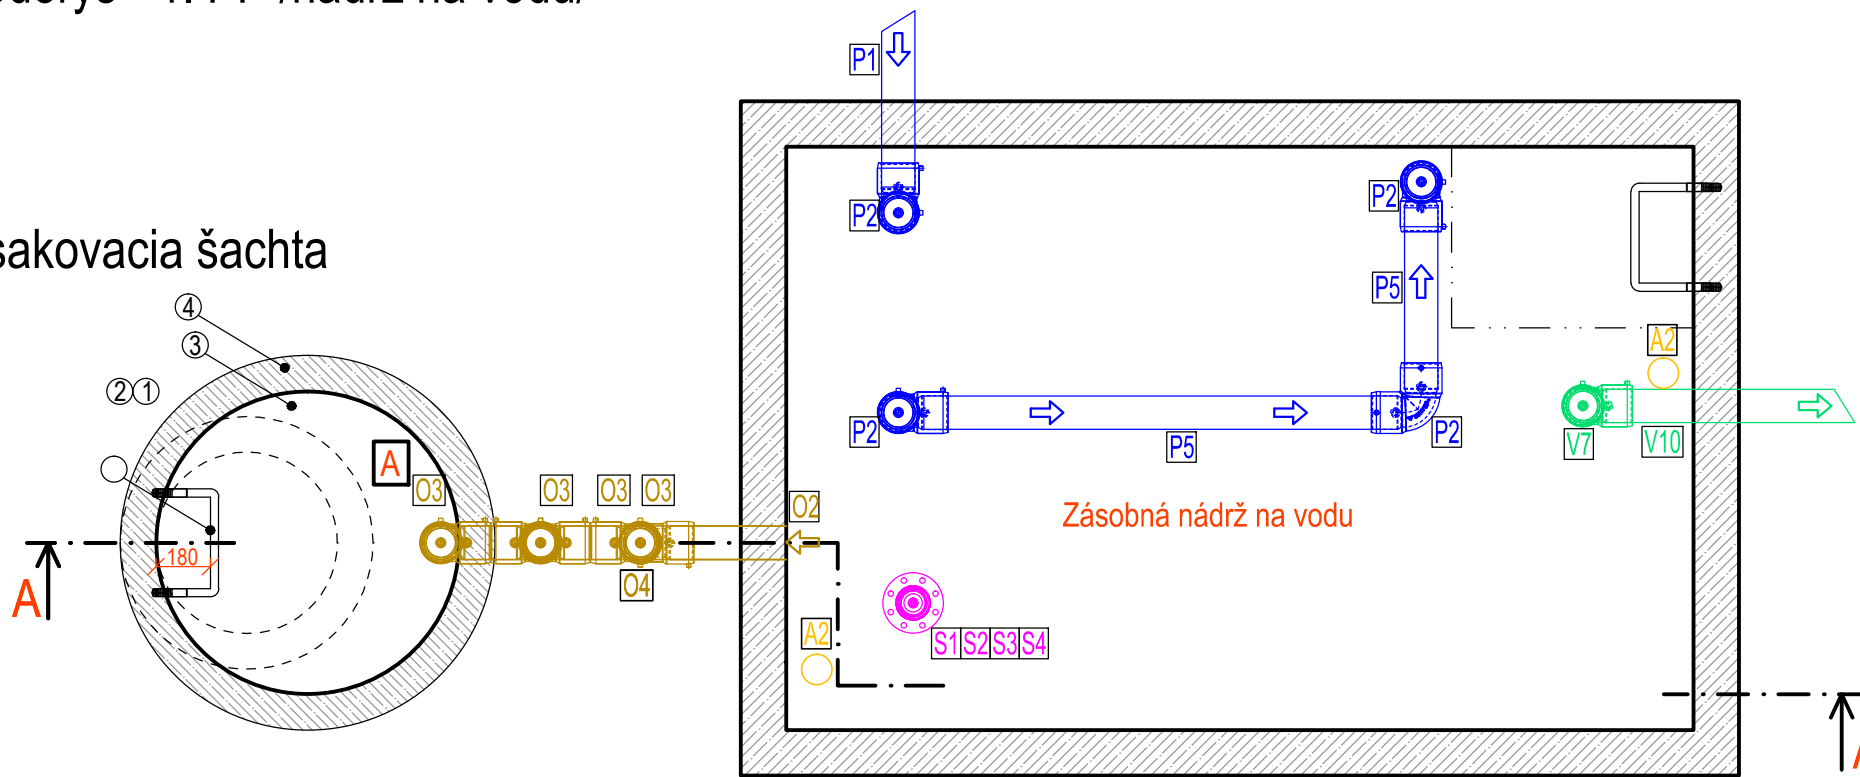 P1
P2
P2
sakovacia šachta
P5
4
3
A2
2 1
P2
P5
P2
V7
V10
A
O3
O3
O3
O3
O2
Zásobná nádrž na vodu
180
O4
A
A2
S1 S2 S3 S4